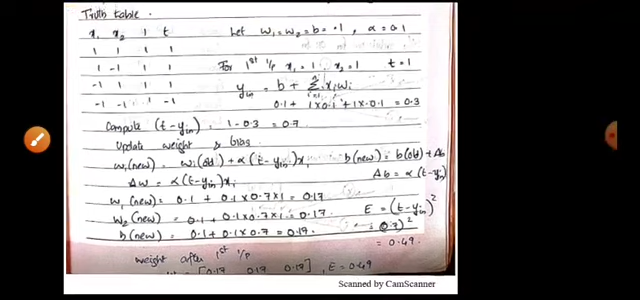 Truth table.
x₁ x₂ 1 t
1 1 1 1
1 -1 1 1
-1 1 1 1
-1 -1 1 -1
Let w₁=w₂=b=.1, α=0.1
For 1st i/p x₁=1, x₂=1 t=1
yin = b + Σ xᵢwᵢ
0.1+ 1×0.1 + 1×0.1 = 0.3
Compute (t-yin) = 1-0.3 = 0.7
Update weight & bias
wᵢ(new) = wᵢ(old) + α(t-yin)xᵢ b(new) = b(old) + Δb
Δw = α(t-yin)xᵢ Δb = α(t-yin)
w₁(new) = 0.1 + 0.1×0.7×1 = 0.17
w₂(new) = 0.1+0.1×0.7×1 = 0.17.
b(new) = 0.1+0.1×0.7 = 0.17.
E = (t-yin)²
= (0.7)²
= 0.49.
weight after 1st i/p
= [0.17 0.17 0.17], E = 0.49
Scanned by CamScanner